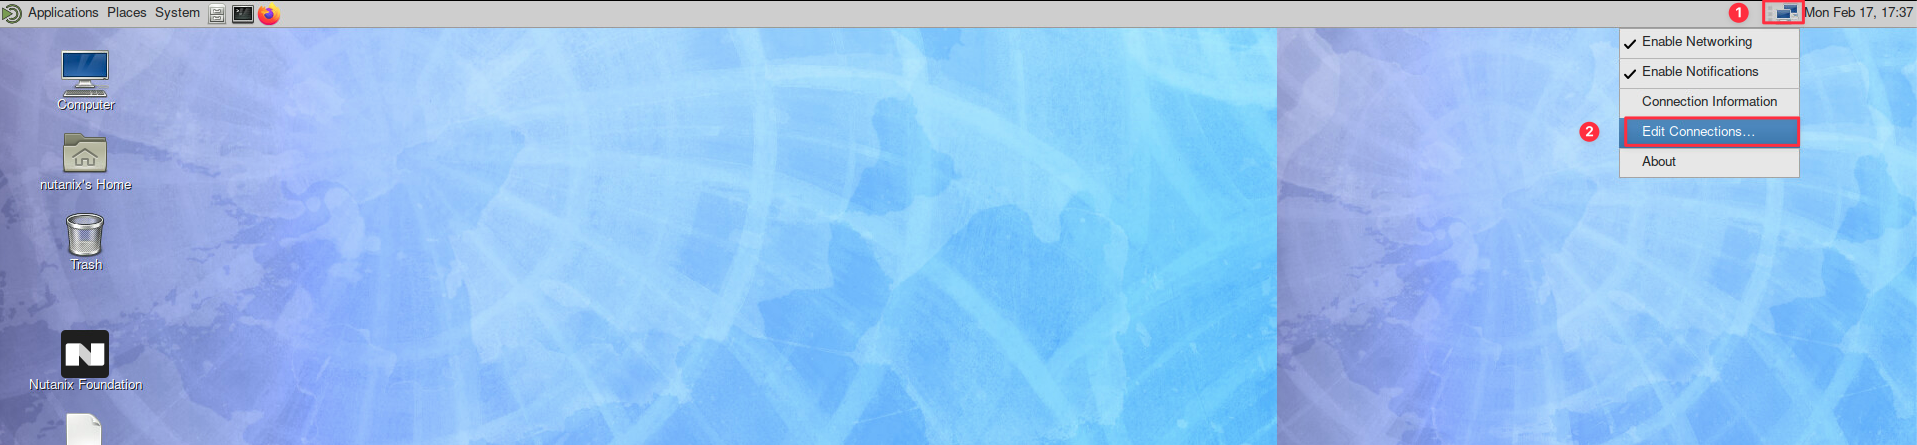 Applications Places System
1
Mon Feb 17, 17:37
Enable Networking
Enable Notifications
Connection Information
2
Edit Connections...
About
Computer
nutanix's Home
Trash
N
Nutanix Foundation